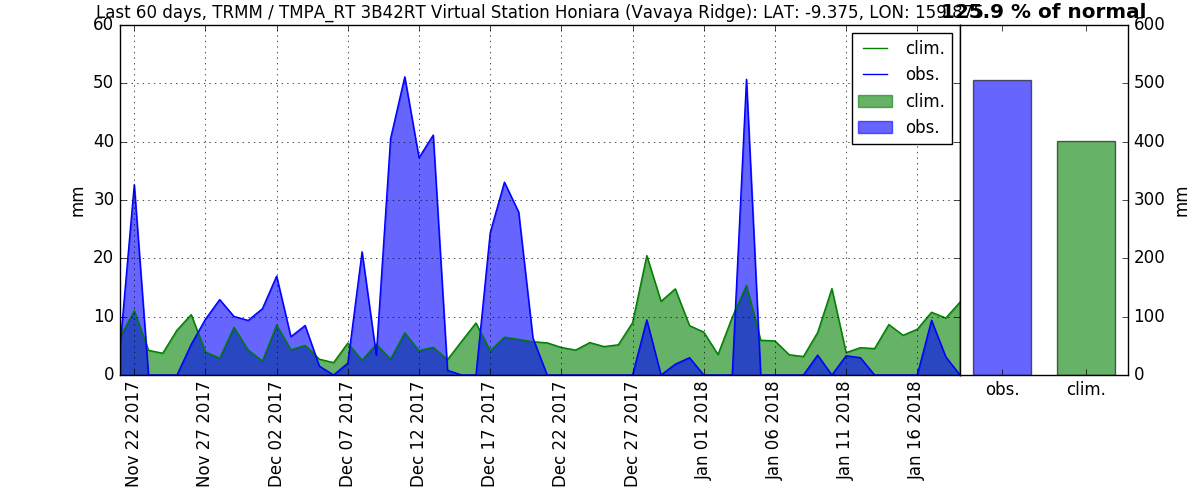 Last 60 days, TRMM / TMPA_RT 3B42RT Virtual Station Honiara (Vavaya Ridge): LAT: -9.375, LON:
125.9 % of normal
60
50
40
30
20
10
0
mm
clim.
obs.
clim.
obs.
600
500
400
300
200
100
0
mm
Nov 22 2017
Nov 27 2017
Dec 02 2017
Dec 07 2017
Dec 12 2017
Dec 17 2017
Dec 22 2017
Dec 27 2017
Jan 01 2018
Jan 06 2018
Jan 11 2018
Jan 16 2018
obs.
clim.